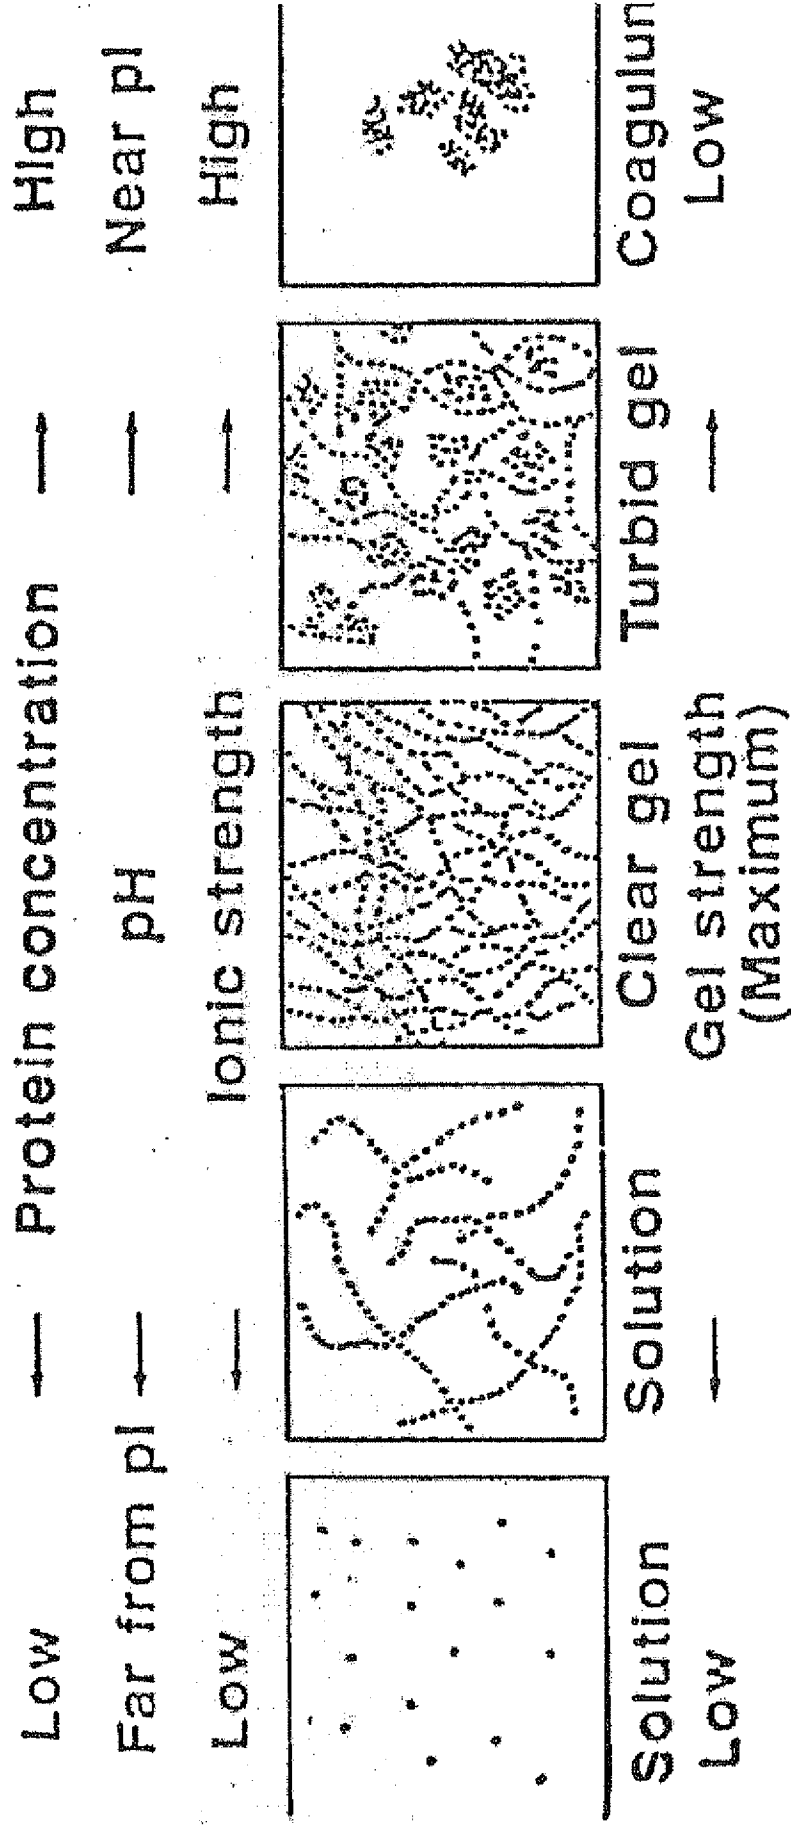 Low ← Protein concentration → High
Far from pI ← pH → Near pI
Low ← Ionic strength → High
Solution Solution Clear gel Turbid gel Coagulun
Low ← Gel strength → Low
(Maximum)